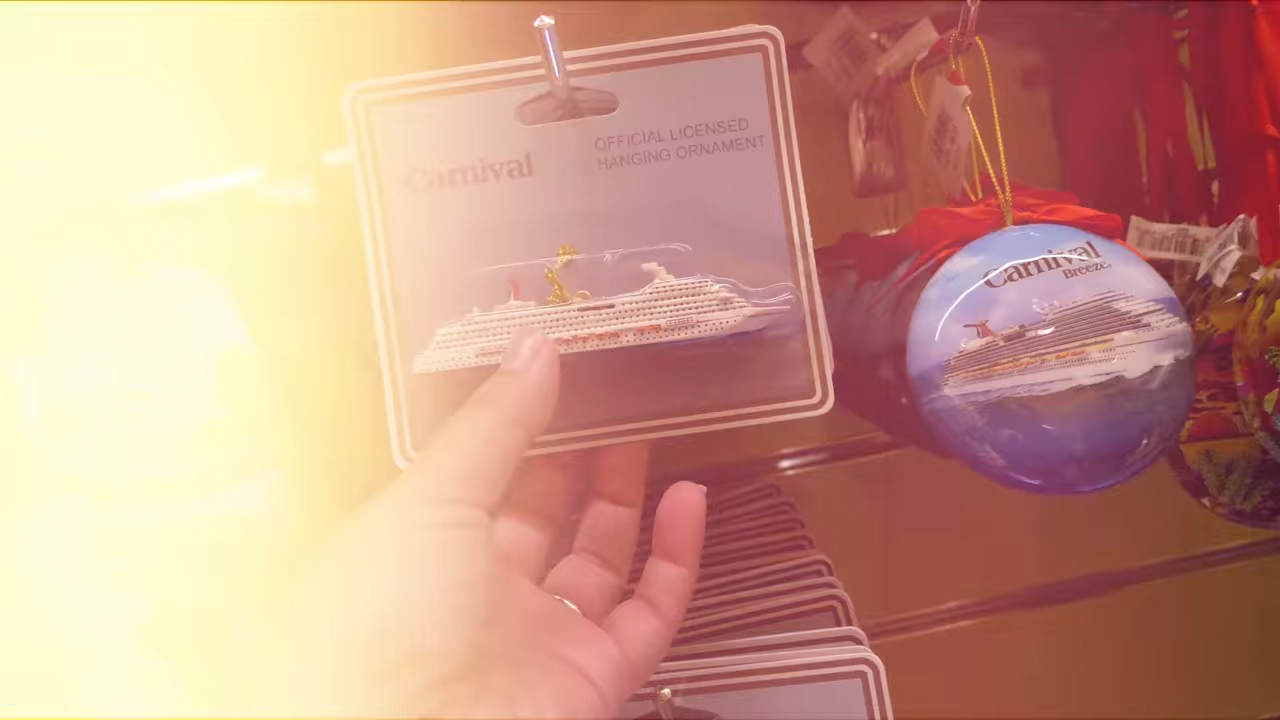 Carnival
OFFICIAL LICENSED
HANGING ORNAMENT
Carnival
Breeze